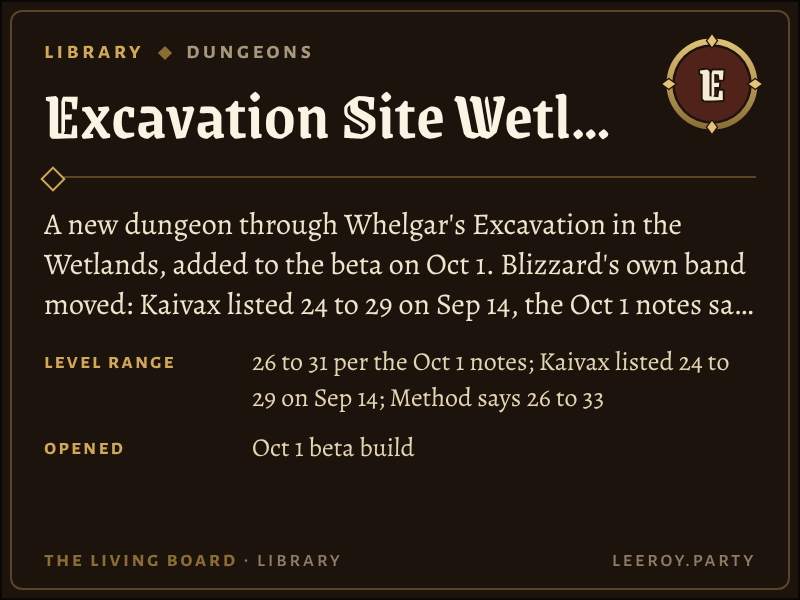 LIBRARY ◆ DUNGEONS
E
Excavation Site Wetl...
A new dungeon through Whelgar's Excavation in the
Wetlands, added to the beta on Oct 1. Blizzard's own band
moved: Kaivax listed 24 to 29 on Sep 14, the Oct 1 notes sa...
LEVEL RANGE
26 to 31 per the Oct 1 notes; Kaivax listed 24 to
29 on Sep 14; Method says 26 to 33
OPENED
Oct 1 beta build
THE LIVING BOARD · LIBRARY
LEEROY.PARTY